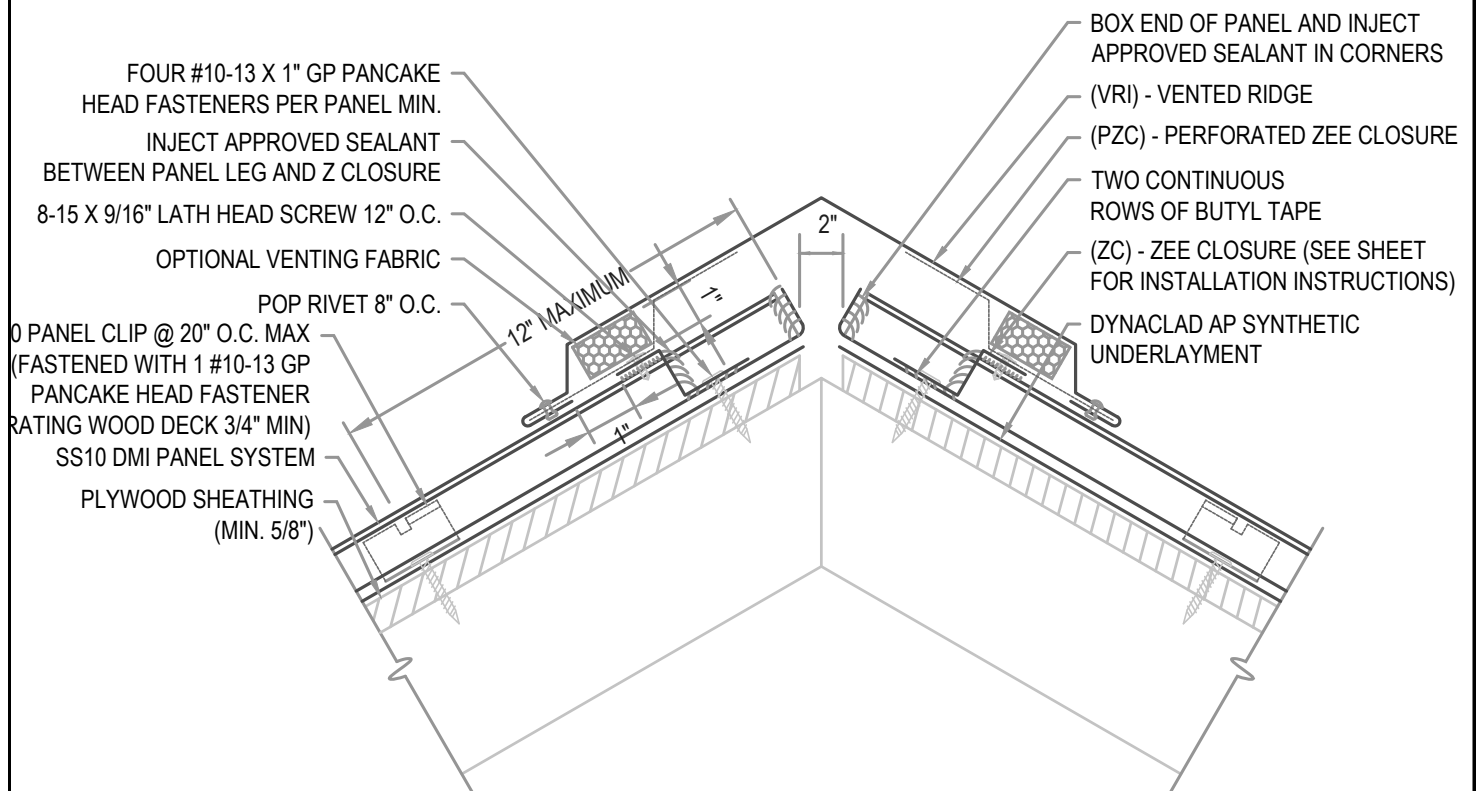 FOUR #10-13 X 1" GP PANCAKE
HEAD FASTENERS PER PANEL MIN.
INJECT APPROVED SEALANT
BETWEEN PANEL LEG AND Z CLOSURE
8-15 X 9/16" LATH HEAD SCREW 12" O.C.
OPTIONAL VENTING FABRIC
POP RIVET 8" O.C.
0 PANEL CLIP @ 20" O.C. MAX
(FASTENED WITH 1 #10-13 GP
PANCAKE HEAD FASTENER
RATING WOOD DECK 3/4" MIN)
SS10 DMI PANEL SYSTEM
PLYWOOD SHEATHING
(MIN. 5/8")
12" MAXIMUM
1"
1"
2"
BOX END OF PANEL AND INJECT
APPROVED SEALANT IN CORNERS
(VRI) - VENTED RIDGE
(PZC) - PERFORATED ZEE CLOSURE
TWO CONTINUOUS
ROWS OF BUTYL TAPE
(ZC) - ZEE CLOSURE (SEE SHEET
FOR INSTALLATION INSTRUCTIONS)
DYNACLAD AP SYNTHETIC
UNDERLAYMENT